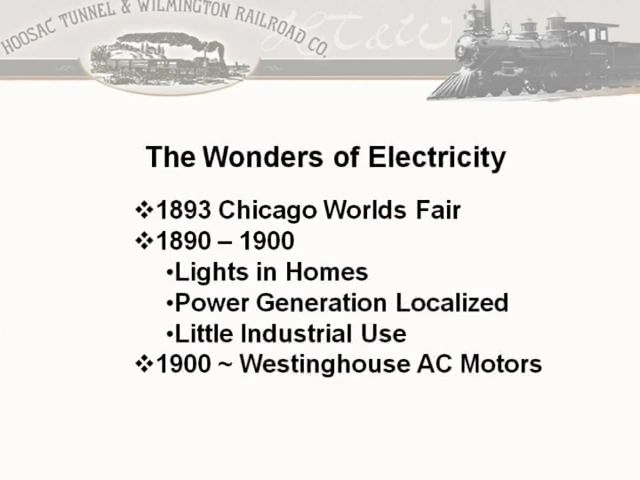 HOOSAC TUNNEL & WILMINGTON RAILROAD CO.
HT&W
The Wonders of Electricity
❖1893 Chicago Worlds Fair
❖1890 – 1900
•Lights in Homes
•Power Generation Localized
•Little Industrial Use
❖1900 ~ Westinghouse AC Motors